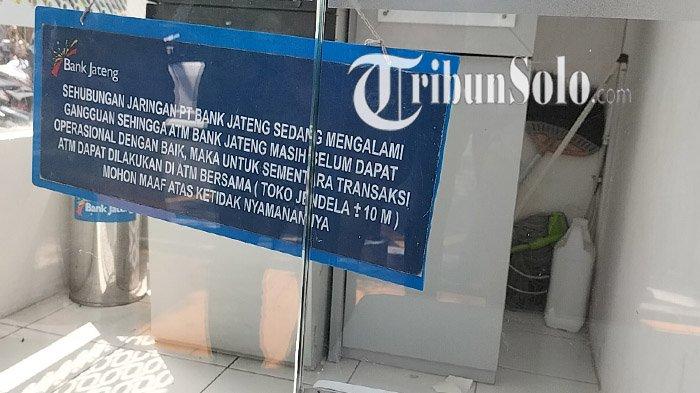 TribunSolo.com
Bank Jateng
SEHUBUNGAN JARINGAN PT BANK JATENG SEDANG MENGALAMI
GANGGUAN SEHINGGA ATM BANK JATENG MASIH BELUM DAPAT
OPERASIONAL DENGAN BAIK, MAKA UNTUK SEMENTARA TRANSAKSI
ATM DAPAT DILAKUKAN DI ATM BERSAMA ( TOKO JENDELA ± 10 M )
MOHON MAAF ATAS KETIDAK NYAMANANNYA
Bank Jateng